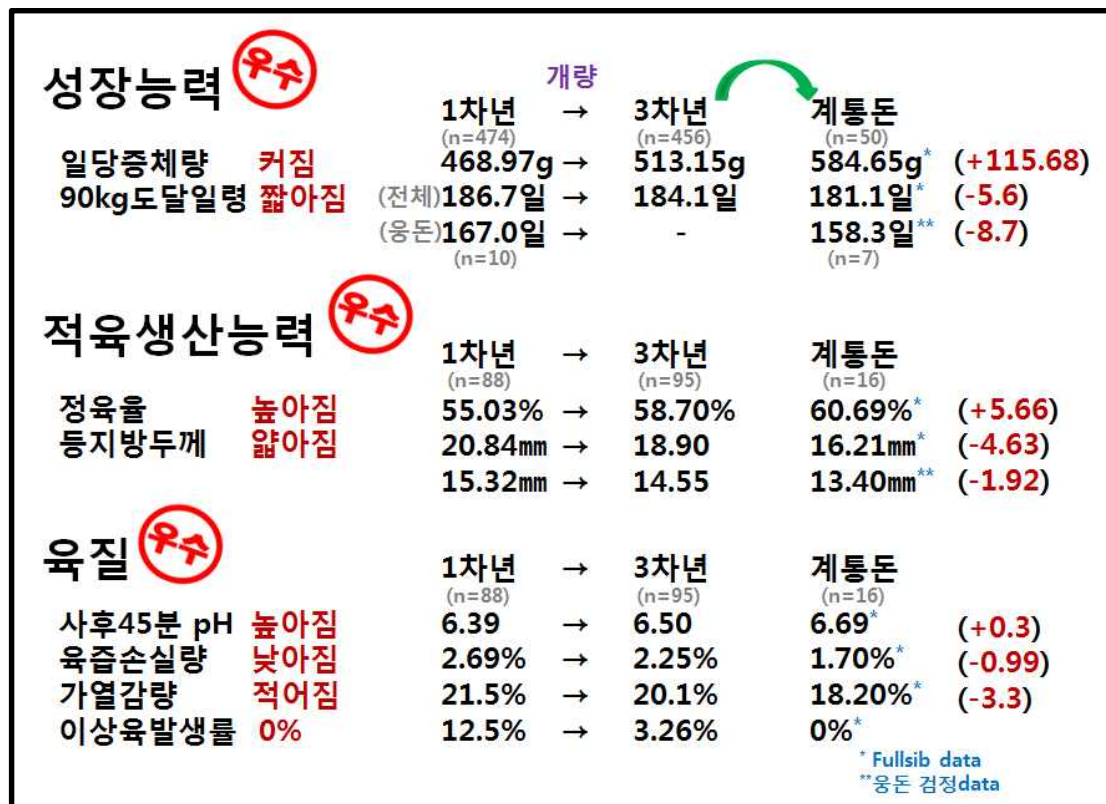 성장능력 우수
개량
1차년 → 3차년 계통돈
(n=474) (n=456) (n=50)
일당증체량 커짐 468.97g → 513.15g 584.65g* (+115.68)
90kg도달일령 짧아짐 (전체)186.7일 → 184.1일 181.1일* (-5.6)
(웅돈)167.0일 → - 158.3일** (-8.7)
(n=10) (n=7)
적육생산능력 우수
1차년 → 3차년 계통돈
(n=88) (n=95) (n=16)
정육율 높아짐 55.03% → 58.70% 60.69%* (+5.66)
등지방두께 얇아짐 20.84㎜ → 18.90 16.21㎜* (-4.63)
15.32㎜ → 14.55 13.40㎜** (-1.92)
육질 우수
1차년 → 3차년 계통돈
(n=88) (n=95) (n=16)
사후45분 pH 높아짐 6.39 → 6.50 6.69* (+0.3)
육즙손실량 낮아짐 2.69% → 2.25% 1.70%* (-0.99)
가열감량 적어짐 21.5% → 20.1% 18.20%* (-3.3)
이상육발생률 0% 12.5% → 3.26% 0%*
* Fullsib data
**웅돈 검정data